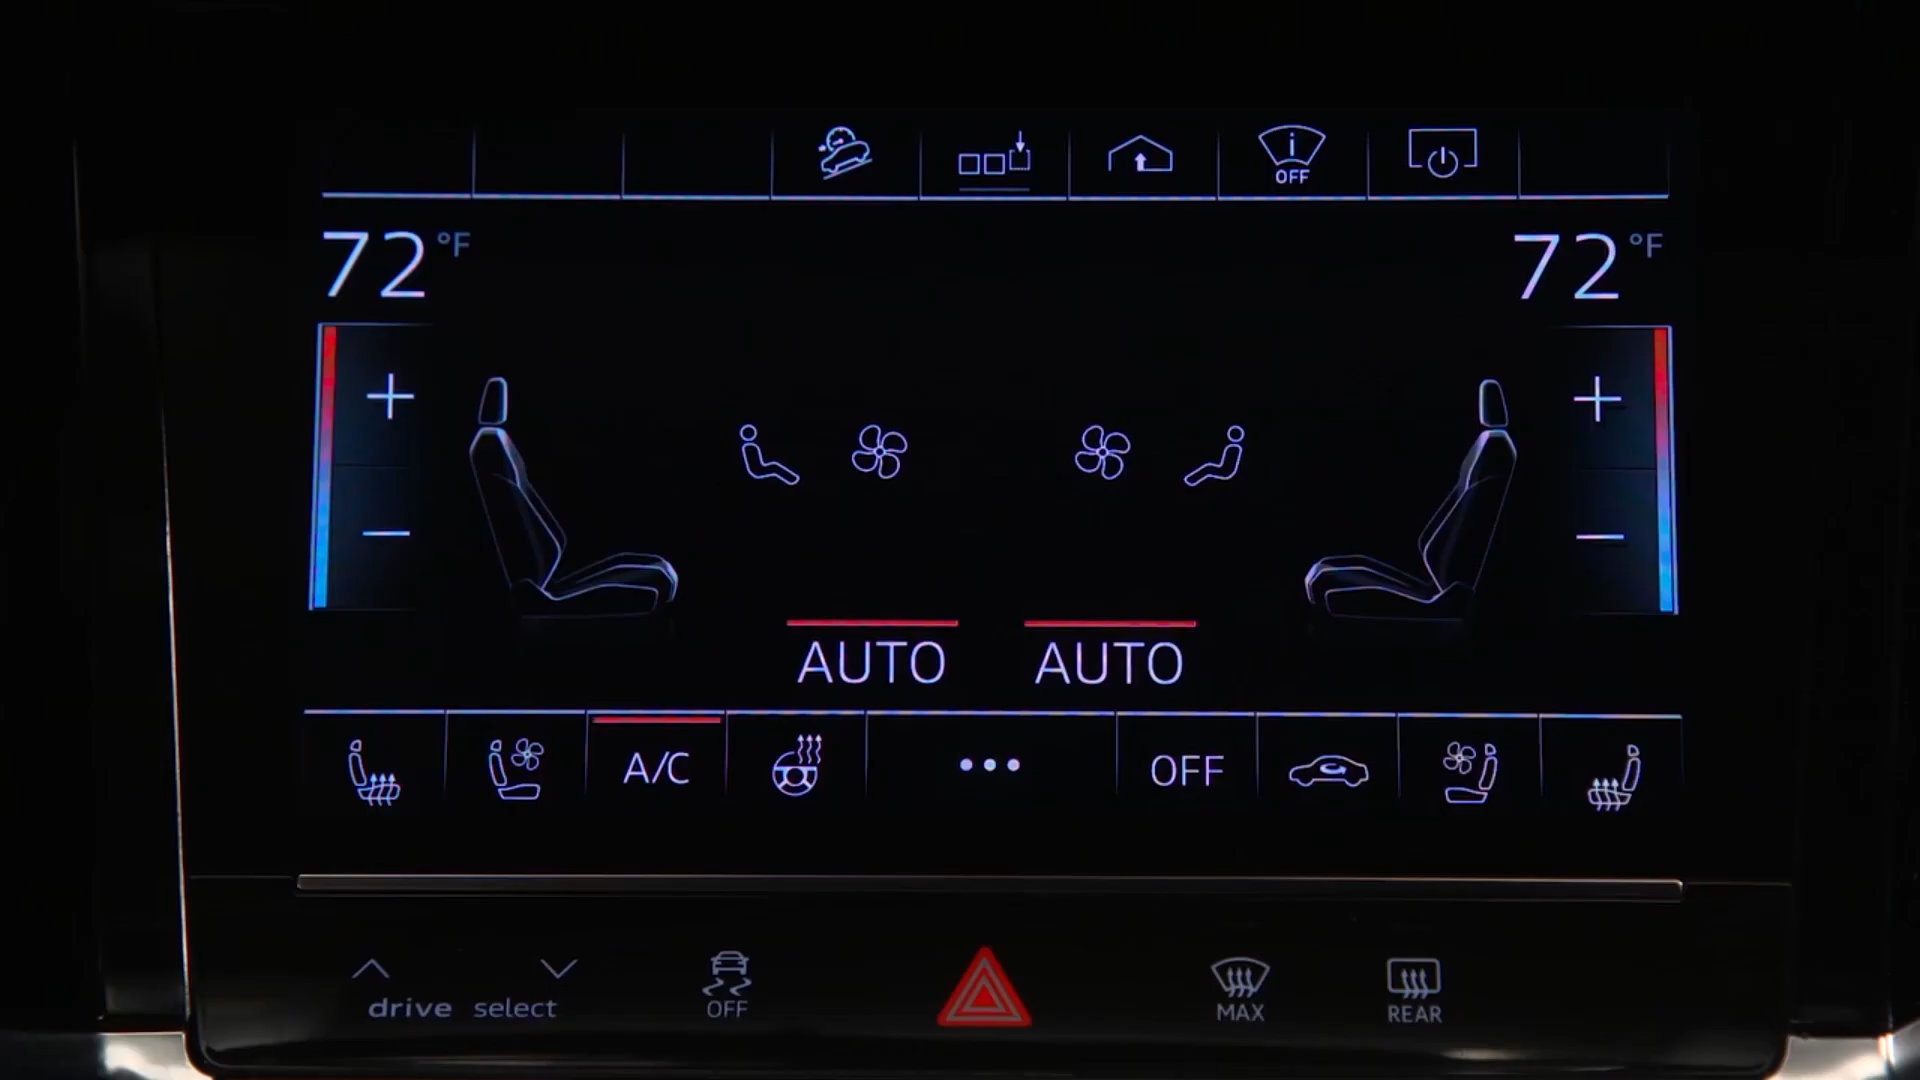 i
OFF
72 °F
72 °F
AUTO
AUTO
A/C
OFF
drive select
OFF
MAX
REAR